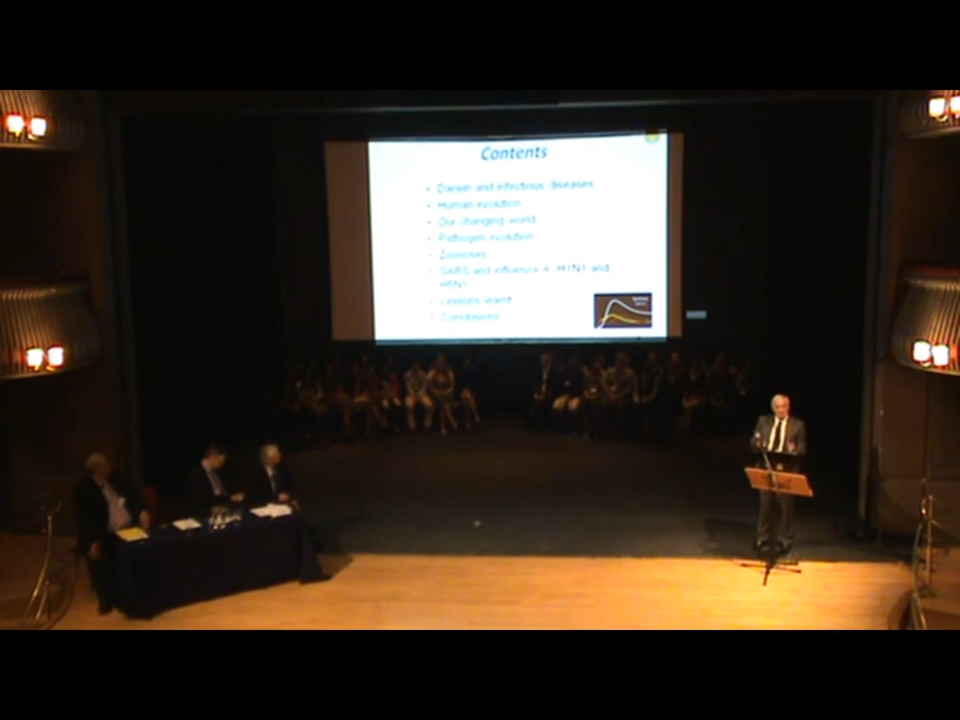 Contents
• Darwin and infectious diseases
• Human evolution
• Our changing world
• Pathogen evolution
• Zoonoses
• SARS and influenza A (H1N1 and
H5N1)
• Lessons learnt
• Conclusions